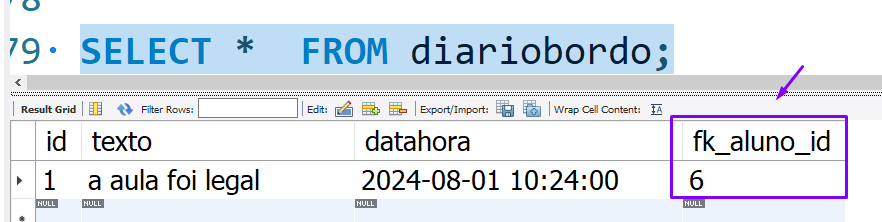 78
79 SELECT * FROM diariobordo;
Result Grid Filter Rows: Edit: Export/Import: Wrap Cell Content:
id texto datahora fk_aluno_id
1 a aula foi legal 2024-08-01 10:24:00 6
NULL NULL NULL NULL